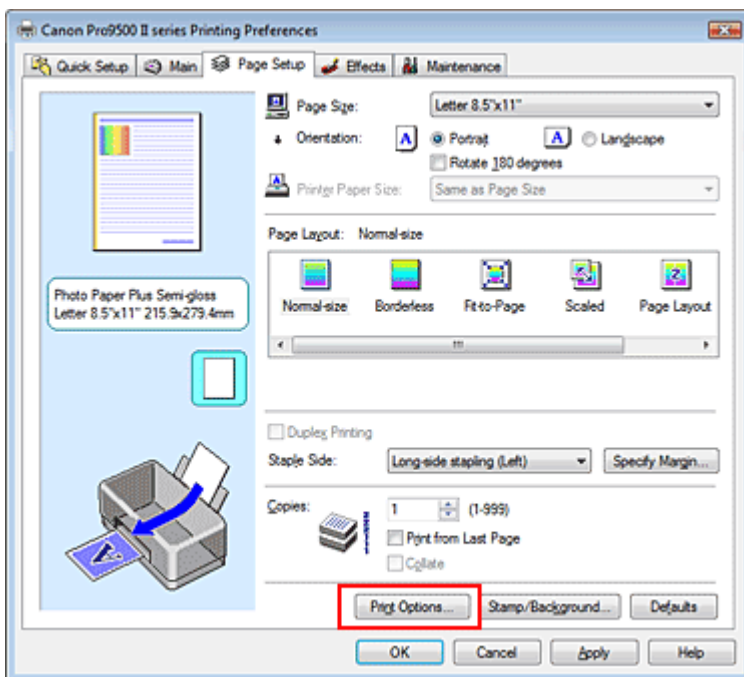 Canon Pro9500 II series Printing Preferences
Quick Setup Main Page Setup Effects Maintenance
Page Size: Letter 8.5"x11"
Orientation: A Portrait A Landscape
Rotate 180 degrees
Printer Paper Size: Same as Page Size
Page Layout: Normal-size
Normal-size Borderless Fit-to-Page Scaled Page Layout
Photo Paper Plus Semi-gloss
Letter 8.5"x11" 215.9x279.4mm
Duplex Printing
Staple Side: Long-side stapling (Left) Specify Margin...
Copies: 1 (1-999)
Print from Last Page
Collate
Print Options... Stamp/Background... Defaults
OK Cancel Apply Help